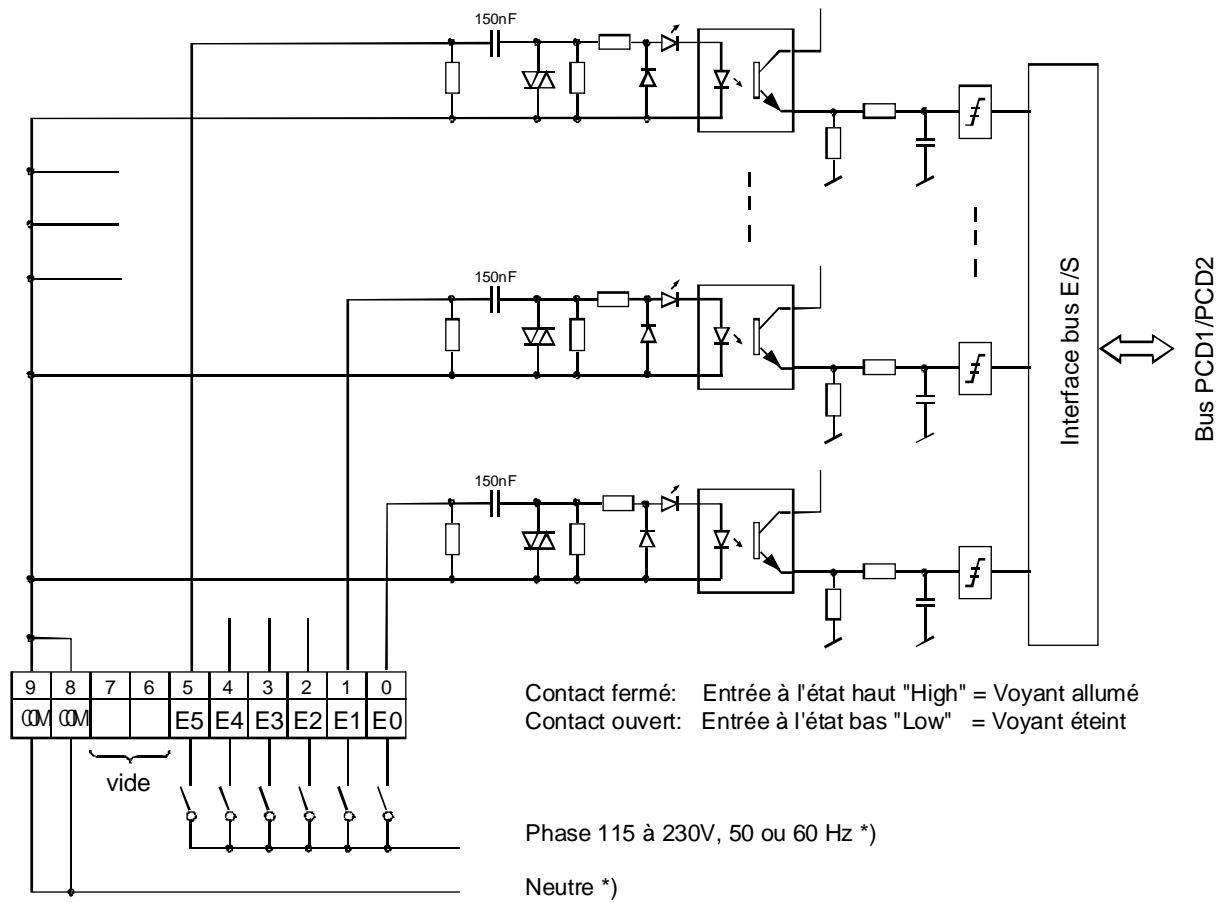 150nF
150nF
Interface bus E/S
Bus PCD1/PCD2
150nF
9 8 7 6 5 4 3 2 1 0
COM COM E5 E4 E3 E2 E1 E0
vide
Contact fermé: Entrée à l'état haut "High" = Voyant allumé
Contact ouvert: Entrée à l'état bas "Low" = Voyant éteint
Phase 115 à 230V, 50 ou 60 Hz *)
Neutre *)